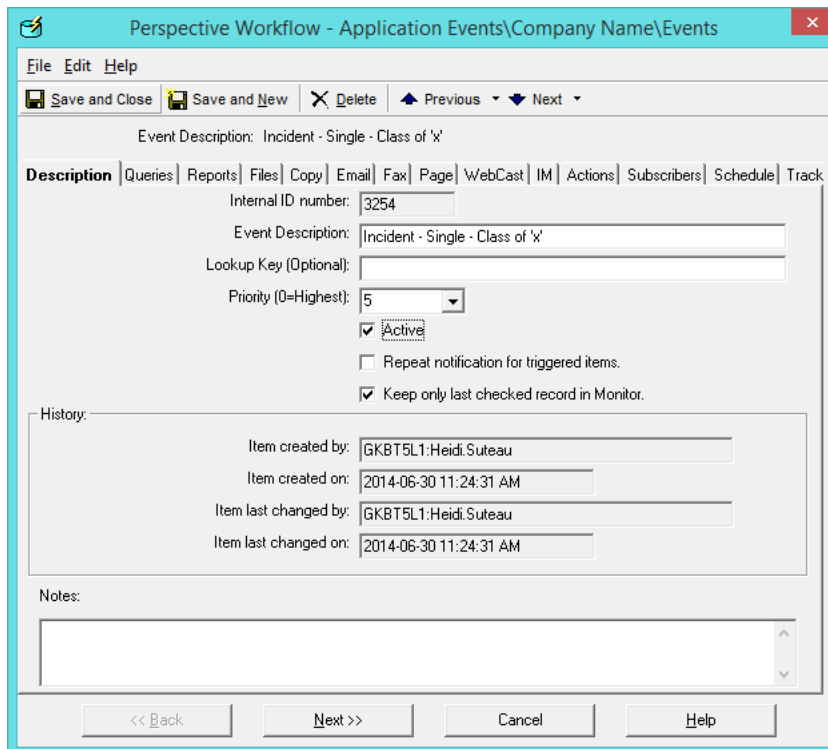 Perspective Workflow - Application Events\Company Name\Events
File Edit Help
Save and Close Save and New Delete Previous Next
Event Description: Incident - Single - Class of 'x'
Description Queries Reports Files Copy Email Fax Page WebCast IM Actions Subscribers Schedule Track
Internal ID number: 3254
Event Description: Incident - Single - Class of 'x'
Lookup Key (Optional):
Priority (0=Highest): 5
Active
Repeat notification for triggered items.
Keep only last checked record in Monitor.
History:
Item created by: GKBT5L1:Heidi.Suteau
Item created on: 2014-06-30 11:24:31 AM
Item last changed by: GKBT5L1:Heidi.Suteau
Item last changed on: 2014-06-30 11:24:31 AM
Notes:
<< Back Next >> Cancel Help